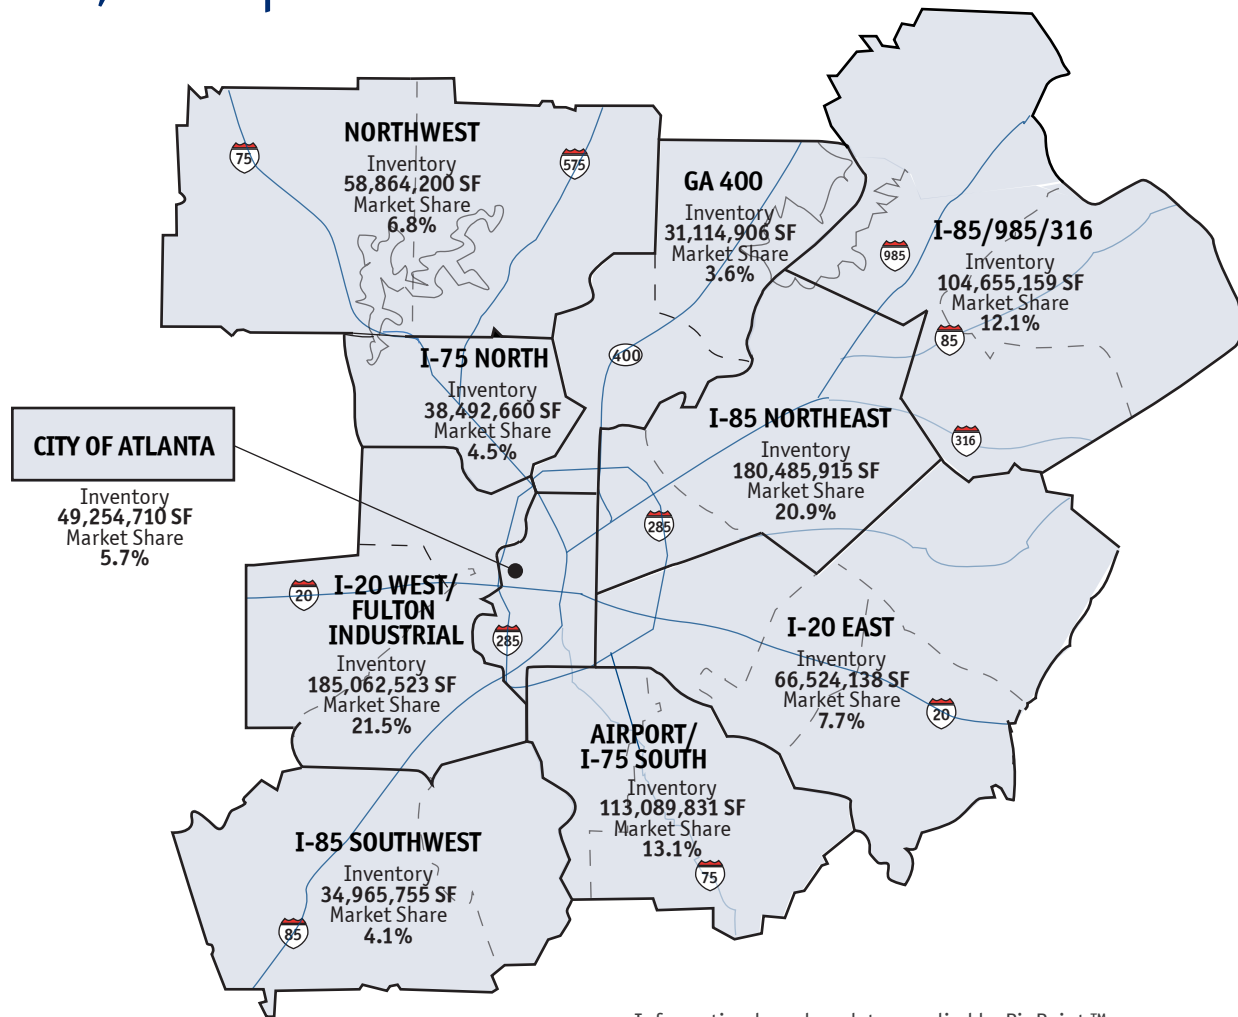 NORTHWEST
Inventory
58,864,200 SF
Market Share
6.8%
75
575
GA 400
Inventory
31,114,906 SF
Market Share
3.6%
400
I-85/985/316
Inventory
104,655,159 SF
Market Share
12.1%
985
85
316
I-75 NORTH
Inventory
38,492,660 SF
Market Share
4.5%
I-85 NORTHEAST
Inventory
180,485,915 SF
Market Share
20.9%
285
CITY OF ATLANTA
Inventory
49,254,710 SF
Market Share
5.7%
20
I-20 WEST/
FULTON
INDUSTRIAL
Inventory
185,062,523 SF
Market Share
21.5%
285
I-20 EAST
Inventory
66,524,138 SF
Market Share
7.7%
20
AIRPORT/
I-75 SOUTH
Inventory
113,089,831 SF
Market Share
13.1%
75
I-85 SOUTHWEST
Inventory
34,965,755 SF
Market Share
4.1%
85